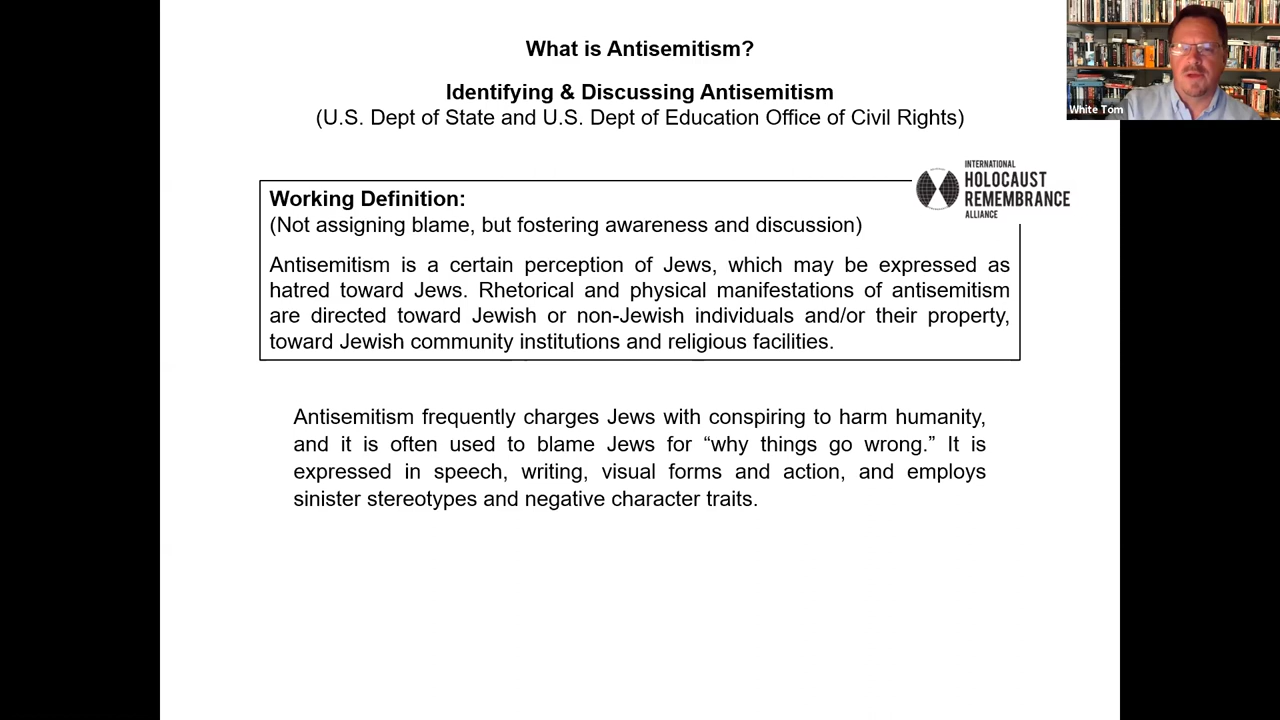 What is Antisemitism?
Identifying & Discussing Antisemitism
(U.S. Dept of State and U.S. Dept of Education Office of Civil Rights)
White Tom
INTERNATIONAL
HOLOCAUST
REMEMBRANCE
ALLIANCE
Working Definition:
(Not assigning blame, but fostering awareness and discussion)
Antisemitism is a certain perception of Jews, which may be expressed as
hatred toward Jews. Rhetorical and physical manifestations of antisemitism
are directed toward Jewish or non-Jewish individuals and/or their property,
toward Jewish community institutions and religious facilities.
Antisemitism frequently charges Jews with conspiring to harm humanity,
and it is often used to blame Jews for “why things go wrong.” It is
expressed in speech, writing, visual forms and action, and employs
sinister stereotypes and negative character traits.